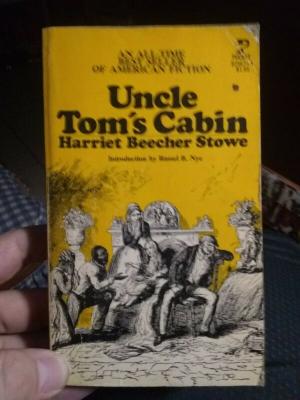 AN ALL-TIME
BEST SELLER
OF AMERICAN FICTION
Uncle
Tom's Cabin
Harriet Beecher Stowe
Introduction by Russel B. Nye